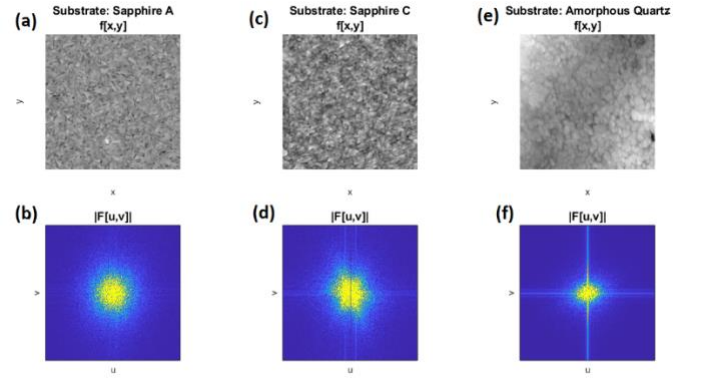 (a) Substrate: Sapphire A
f[x,y]
y
x
(c) Substrate: Sapphire C
f[x,y]
y
x
(e) Substrate: Amorphous Quartz
f[x,y]
y
x
(b) |F[u,v]|
v
u
(d) |F[u,v]|
v
u
(f) |F[u,v]|
v
u